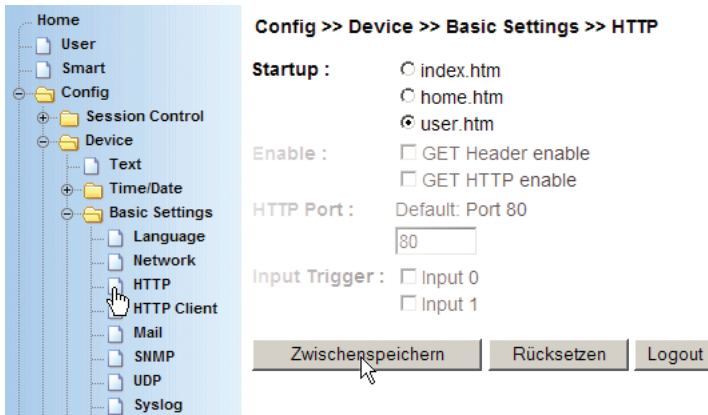 Home
User
Smart
Config
Session Control
Device
Text
Time/Date
Basic Settings
Language
Network
HTTP
HTTP Client
Mail
SNMP
UDP
Syslog
Config >> Device >> Basic Settings >> HTTP
Startup :
index.htm
home.htm
user.htm
Enable :
GET Header enable
GET HTTP enable
HTTP Port :
Default: Port 80
80
Input Trigger :
Input 0
Input 1
Zwischenspeichern
Rücksetzen
Logout